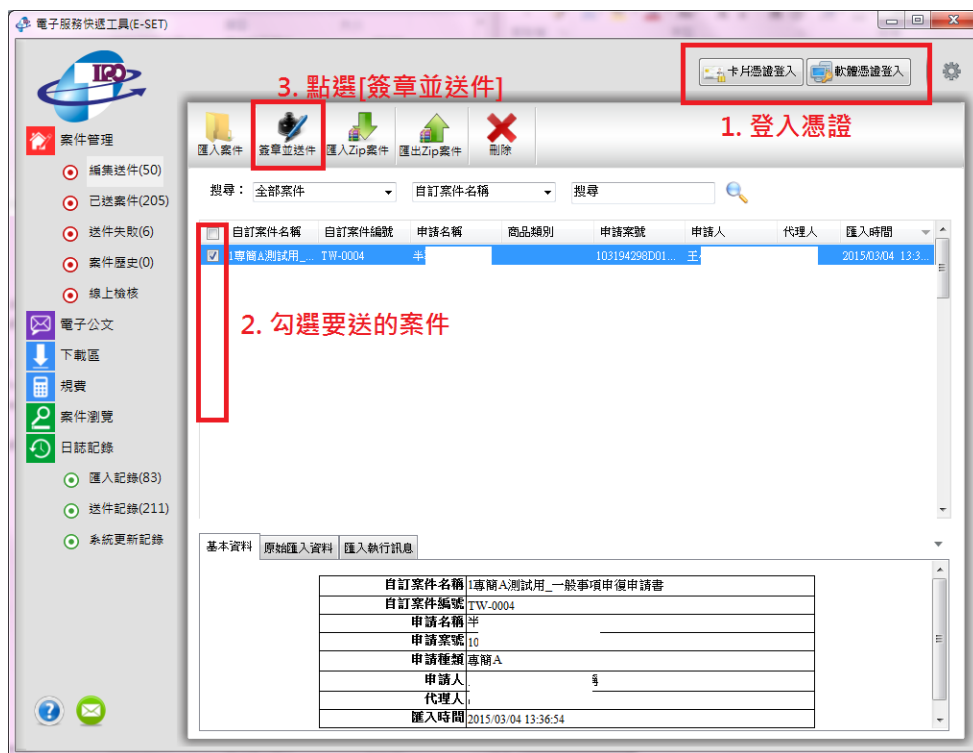 電子服務快遞工具(E-SET)
IPO
卡片憑證登入
軟體憑證登入
3. 點選[簽章並送件]
1. 登入憑證
匯入案件
簽章並送件
匯入Zip案件
匯出Zip案件
刪除
案件管理
編集送件(50)
已送案件(205)
送件失敗(6)
案件歷史(0)
線上檢核
電子公文
下載區
規費
案件瀏覽
日誌記錄
匯入記錄(83)
送件記錄(211)
系統更新記錄
搜尋：
全部案件
自訂案件名稱
搜尋
自訂案件名稱 自訂案件編號 申請名稱 商品類別 申請案號 申請人 代理人 匯入時間
1專簡A測試用_... TW-0004 半 103194298D01... 王 2015/03/04 13:3...
2. 勾選要送的案件
基本資料 原始匯入資料 匯入執行訊息
自訂案件名稱 1專簡A測試用_一般事項申復申請書
自訂案件編號 TW-0004
申請名稱 半
申請案號 10
申請種類 專簡A
申請人
代理人
匯入時間 2015/03/04 13:36:54